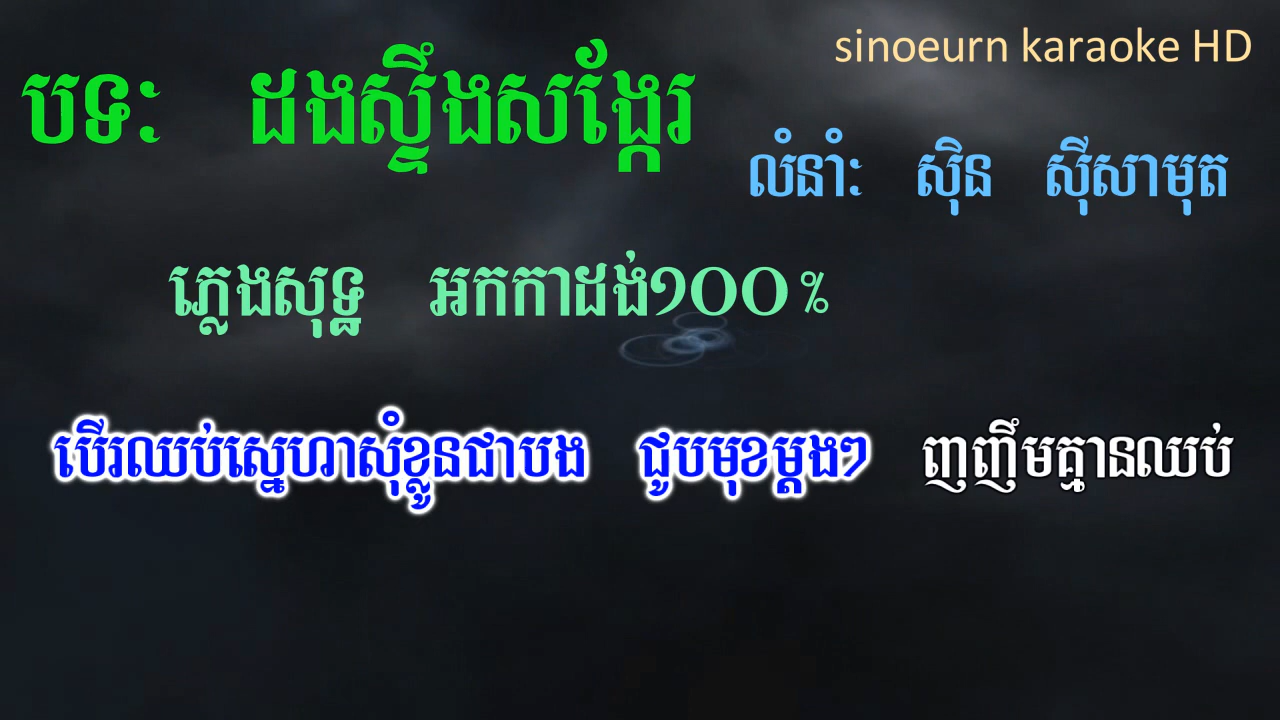 sinoeurn karaoke HD
បទៈ ដងស្ទឹងសង្កែរ
លំនាំៈ ស៊ិន ស៊ីសាមុត
ភ្លេងសុទ្ឋ អកកាដង់១០០%
បើរឈប់ស្នេហាសុំខ្លួនជាបង ជូបមុខម្ដងៗ ញញឹមគ្មានឈប់